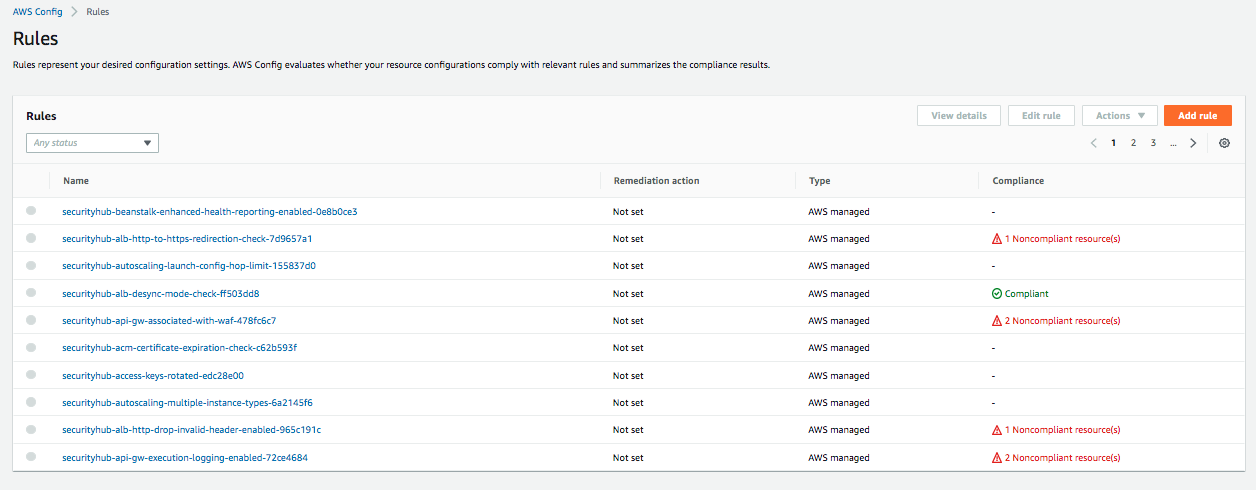 AWS Config > Rules
Rules
Rules represent your desired configuration settings. AWS Config evaluates whether your resource configurations comply with relevant rules and summarizes the compliance results.
Rules View details Edit rule Actions Add rule
Any status 1 2 3 ...
Name Remediation action Type Compliance
securityhub-beanstalk-enhanced-health-reporting-enabled-0e8b0ce3 Not set AWS managed -
securityhub-alb-http-to-https-redirection-check-7d9657a1 Not set AWS managed 1 Noncompliant resource(s)
securityhub-autoscaling-launch-config-hop-limit-155837d0 Not set AWS managed -
securityhub-alb-desync-mode-check-ff503dd8 Not set AWS managed Compliant
securityhub-api-gw-associated-with-waf-478fc6c7 Not set AWS managed 2 Noncompliant resource(s)
securityhub-acm-certificate-expiration-check-c62b593f Not set AWS managed -
securityhub-access-keys-rotated-edc28e00 Not set AWS managed -
securityhub-autoscaling-multiple-instance-types-6a2145f6 Not set AWS managed -
securityhub-alb-http-drop-invalid-header-enabled-965c191c Not set AWS managed 1 Noncompliant resource(s)
securityhub-api-gw-execution-logging-enabled-72ce4684 Not set AWS managed 2 Noncompliant resource(s)